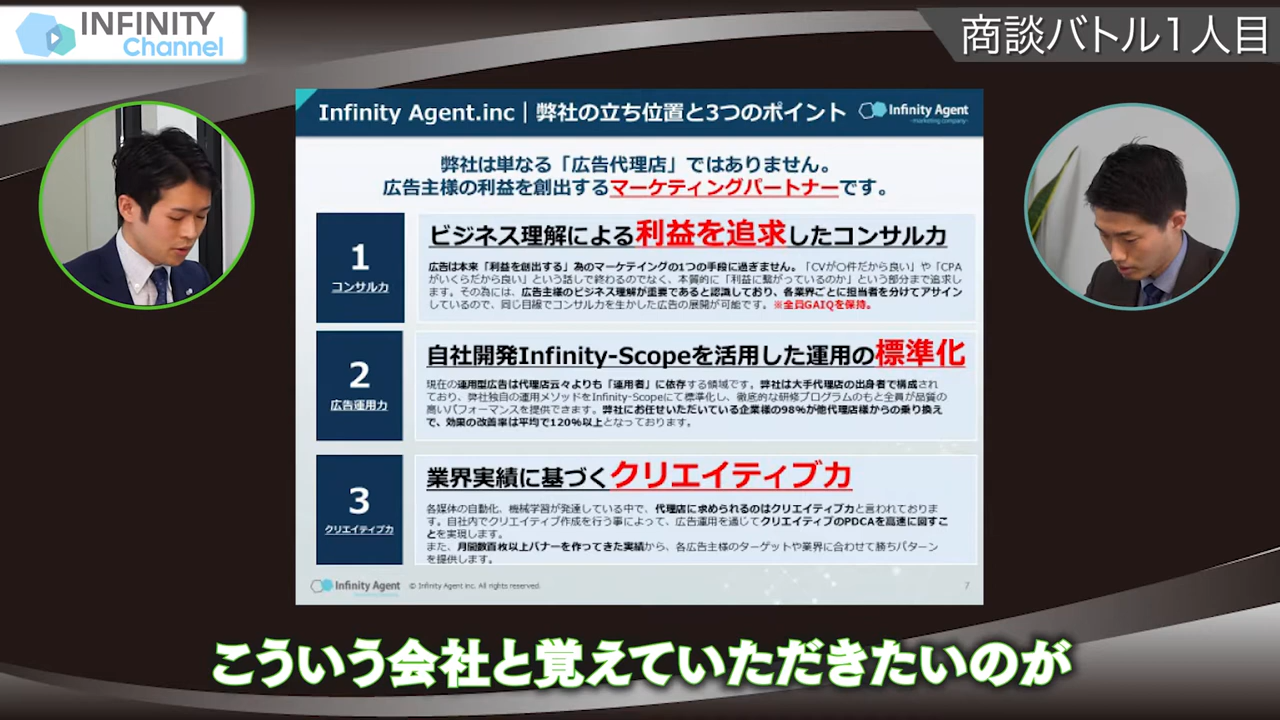 INFINITY
Channel
商談バトル1人目
Infinity Agent.inc｜弊社の立ち位置と3つのポイント
Infinity Agent
-marketing company-
弊社は単なる「広告代理店」ではありません。
広告主様の利益を創出するマーケティングパートナーです。
1
コンサル力
ビジネス理解による利益を追求したコンサル力
広告は本来「利益を創出する」為のマーケテイングの1つの手段に過ぎません。「CVが〇件だから良い」や「CPA
がいくらだから良い」という話しで終わるのでなく、本質的に「利益に繋がっているのか」という部分まで追求し
ます。その為には、広告主様のビジネス理解が重要であると認識しており、各業界ごとに担当者を分けてアサイン
しているので、同じ目線でコンサル力を生かした広告の展開が可能です。※全員GAIQを保持。
2
広告運用力
自社開発Infinity-Scopeを活用した運用の標準化
現在の運用型広告は代理店云々よりも「運用者」に依存する領域です。弊社は大手代理店の出身者で構成され
ており、弊社独自の運用メソッドをInfinity-Scopeにて標準化し、徹底的な研修プログラムのもと全員が品質の
高いパフォーマンスを提供できます。弊社にお任せいただいている企業様の98%が他代理店様からの乗り換え
で、効果の改善率は平均で120%以上となっております。
3
クリエイティブ力
業界実績に基づくクリエイティブ力
各媒体の自動化、機械学習が発達している中で、代理店に求められるのはクリエイティブ力と言われておりま
す。自社内でクリエイティブ作成を行う事によって、広告運用を通してクリエイティブのPDCAを高速に回すこ
とを実現します。
また、月間数百枚以上バナーを作ってきた実績から、各広告主様のターゲットや業界に合わせて勝ちパターン
を提供します。
Infinity Agent
© Infinity Agent inc. All rights reserved.
7
こういう会社と覚えていただきたいのが